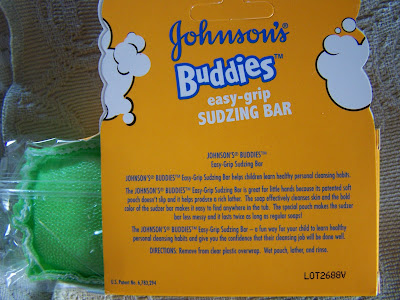 Johnson's®
Buddies™
easy-grip
SUDZING BAR
JOHNSON'S® BUDDIES™
Easy-Grip Sudzing Bar
JOHNSON'S® BUDDIES™ Easy-Grip Sudzing Bar helps children learn healthy personal cleansing habits.
The JOHNSON'S® BUDDIES™ Easy-Grip Sudzing Bar is great for little hands because its patented soft
pouch doesn't slip and it helps produce a rich lather. The soap effectively cleanses skin and the bold
color of the sudzer bar makes it easy to find anywhere in the tub. The special pouch makes the sudzer
bar less messy and it lasts twice as long as regular soaps!
The JOHNSON'S® BUDDIES™ Easy-Grip Sudzing Bar – a fun way for your child to learn healthy
personal cleansing habits and give you the confidence that their cleansing job will be done well.
DIRECTIONS: Remove from clear plastic overwrap. Wet pouch, lather, and rinse.
U.S. Patent No. 6,783,294
LOT2688V